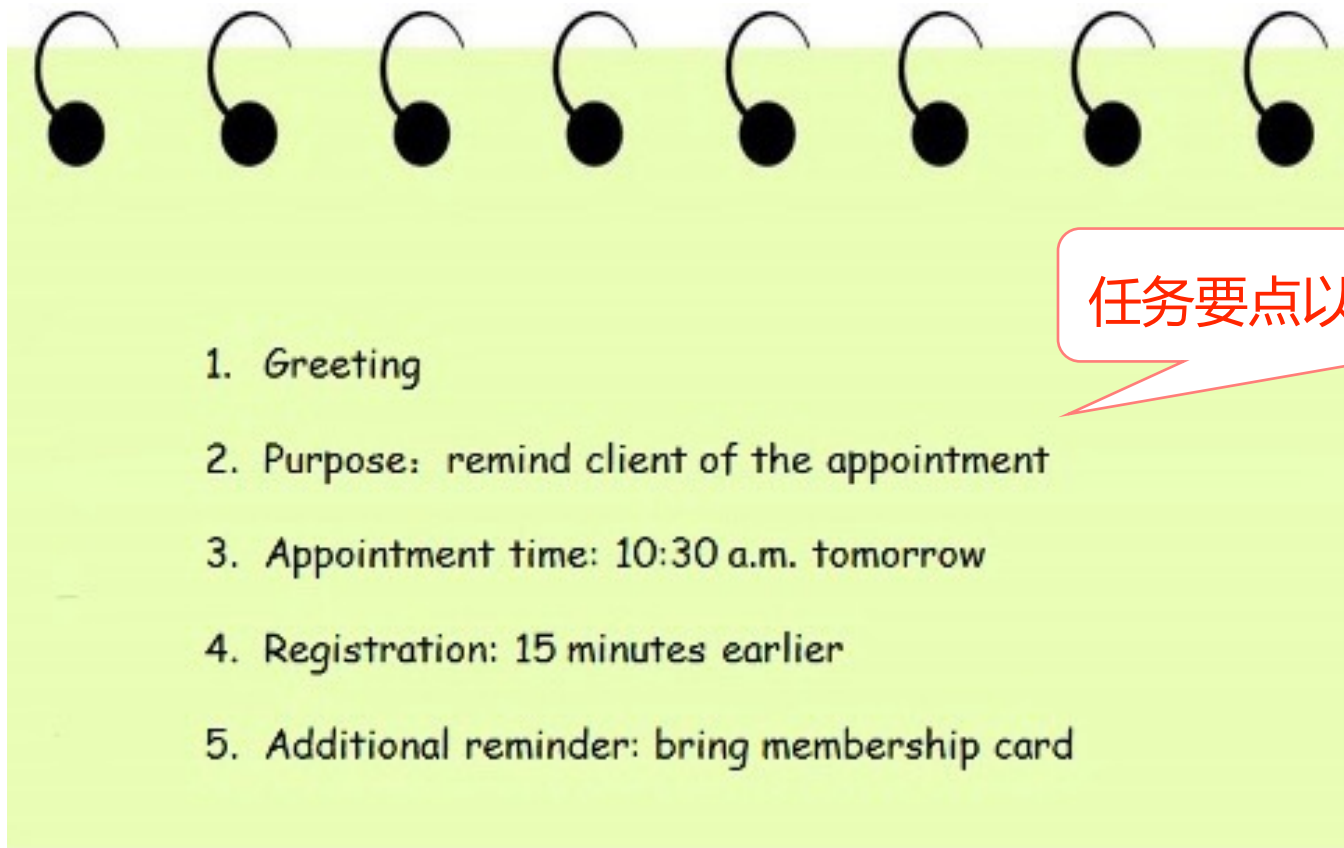 任务要点以
1. Greeting
2. Purpose：remind client of the appointment
3. Appointment time: 10:30 a.m. tomorrow
4. Registration: 15 minutes earlier
5. Additional reminder: bring membership card